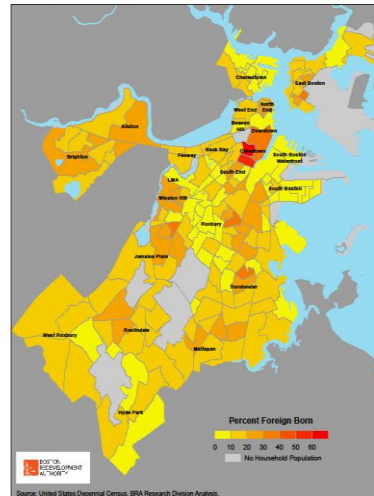 Charlestown
East Boston
West End
North
End
Beacon
Hill
Downtown
Allston
Brighton
Back Bay
Chinatown
South Boston
Waterfront
Fenway
South End
LMA
South Boston
Mission Hill
Roxbury
Jamaica Plain
Dorchester
West Roxbury
Roslindale
Mattapan
Hyde Park
Percent Foreign Born
0 10 20 30 40 50 60
No Household Population
BOSTON
REDEVELOPMENT
AUTHORITY
Source: United States Decennial Census, BRA Research Division Analysis.